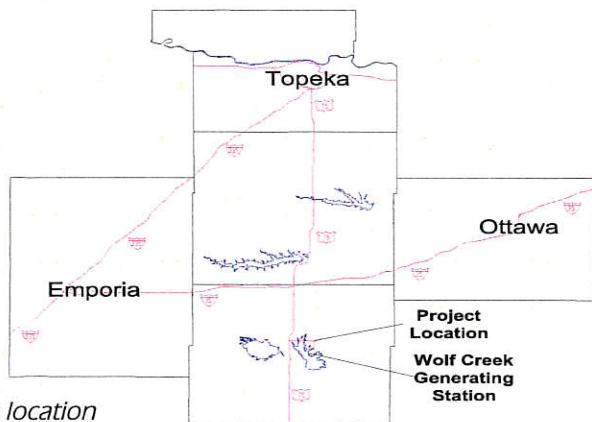 Topeka
Ottawa
Emporia
Project
Location
Wolf Creek
Generating
Station
location